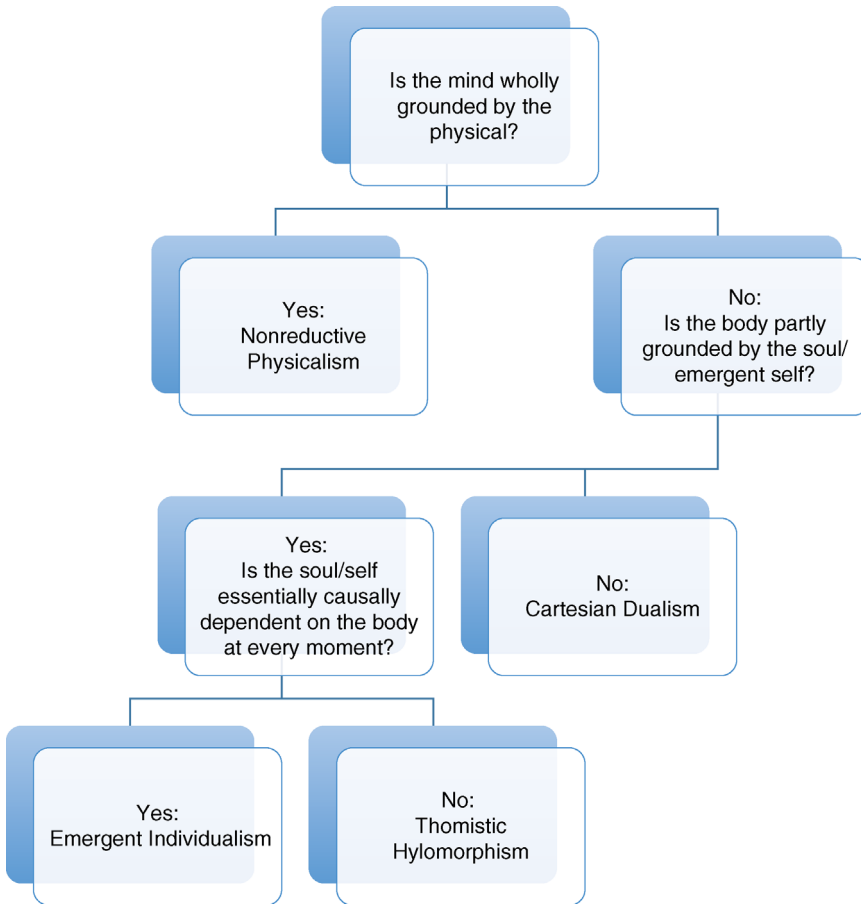 Is the mind wholly
grounded by the
physical?
Yes:
Nonreductive
Physicalism
No:
Is the body partly
grounded by the soul/
emergent self?
Yes:
Is the soul/self
essentially causally
dependent on the body
at every moment?
No:
Cartesian Dualism
Yes:
Emergent Individualism
No:
Thomistic
Hylomorphism